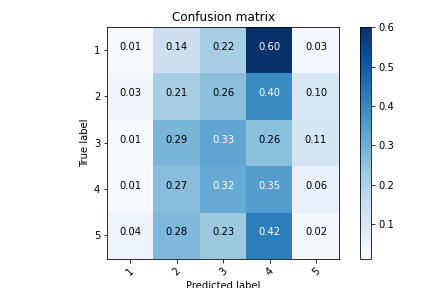 Confusion matrix
0.6
1 0.01 0.14 0.22 0.60 0.03
0.5
2 0.03 0.21 0.26 0.40 0.10
0.4
True label
3 0.01 0.29 0.33 0.26 0.11
0.3
4 0.01 0.27 0.32 0.35 0.06
0.2
5 0.04 0.28 0.23 0.42 0.02
0.1
1 2 3 4 5
Predicted label